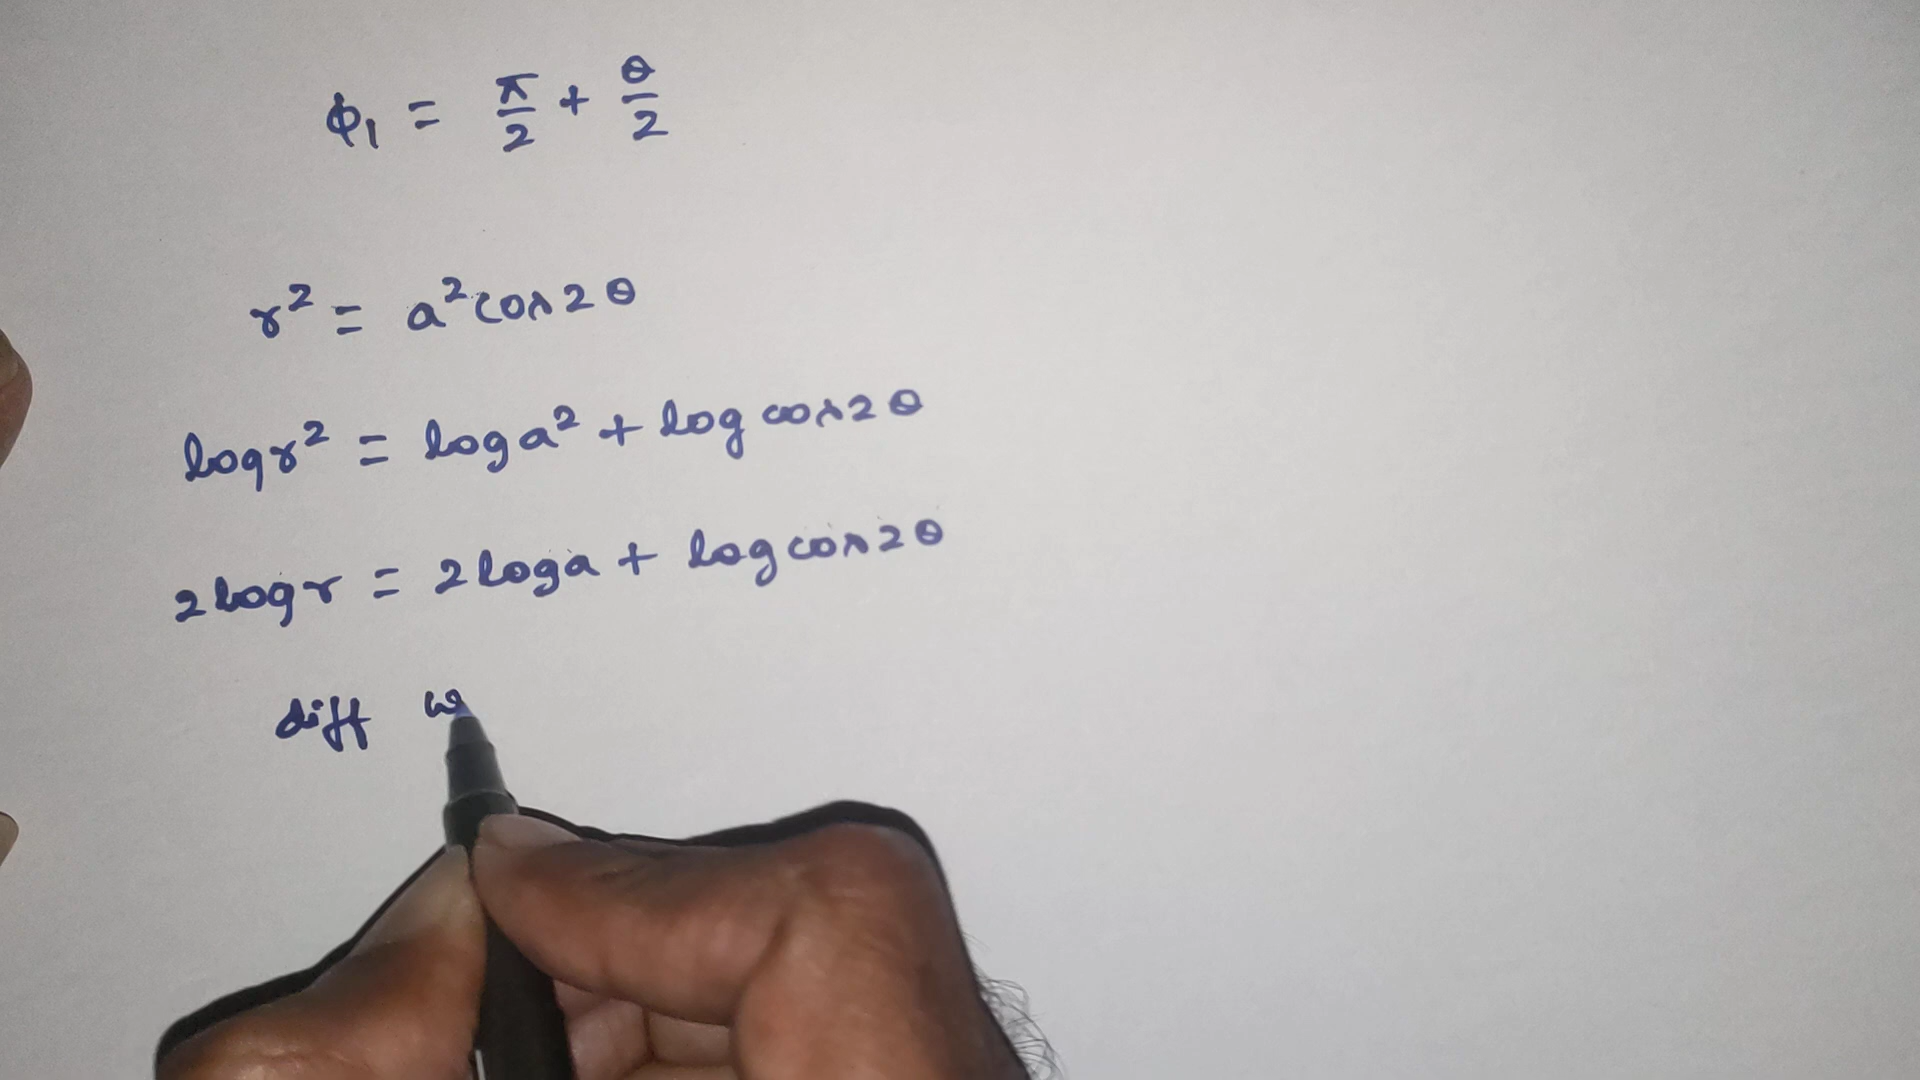 ϕ₁ = π/2 + θ/2
r² = a² cos 2θ
log r² = log a² + log cos 2θ
2 log r = 2 log a + log cos 2θ
diff w